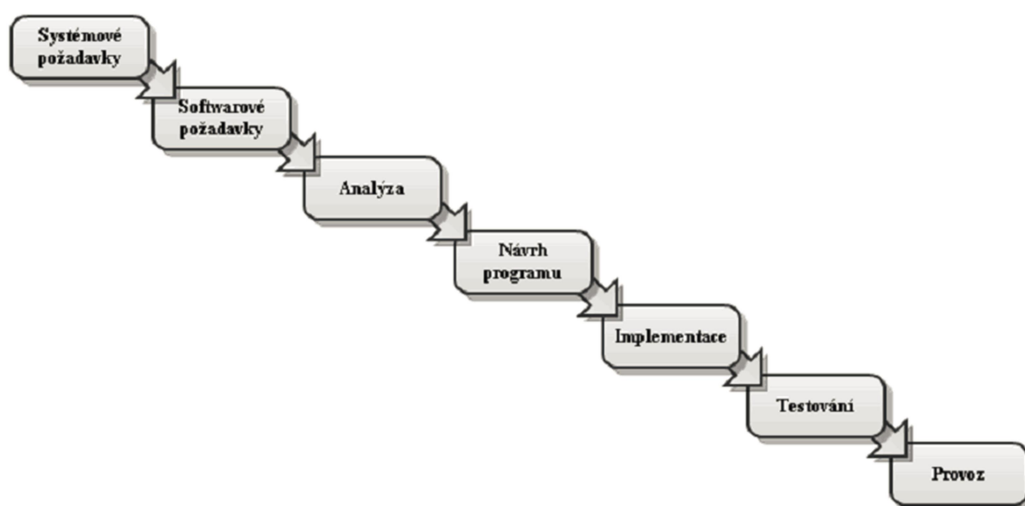 Systémové
požadavky
Softwarové
požadavky
Analýza
Návrh
programu
Implementace
Testování
Provoz